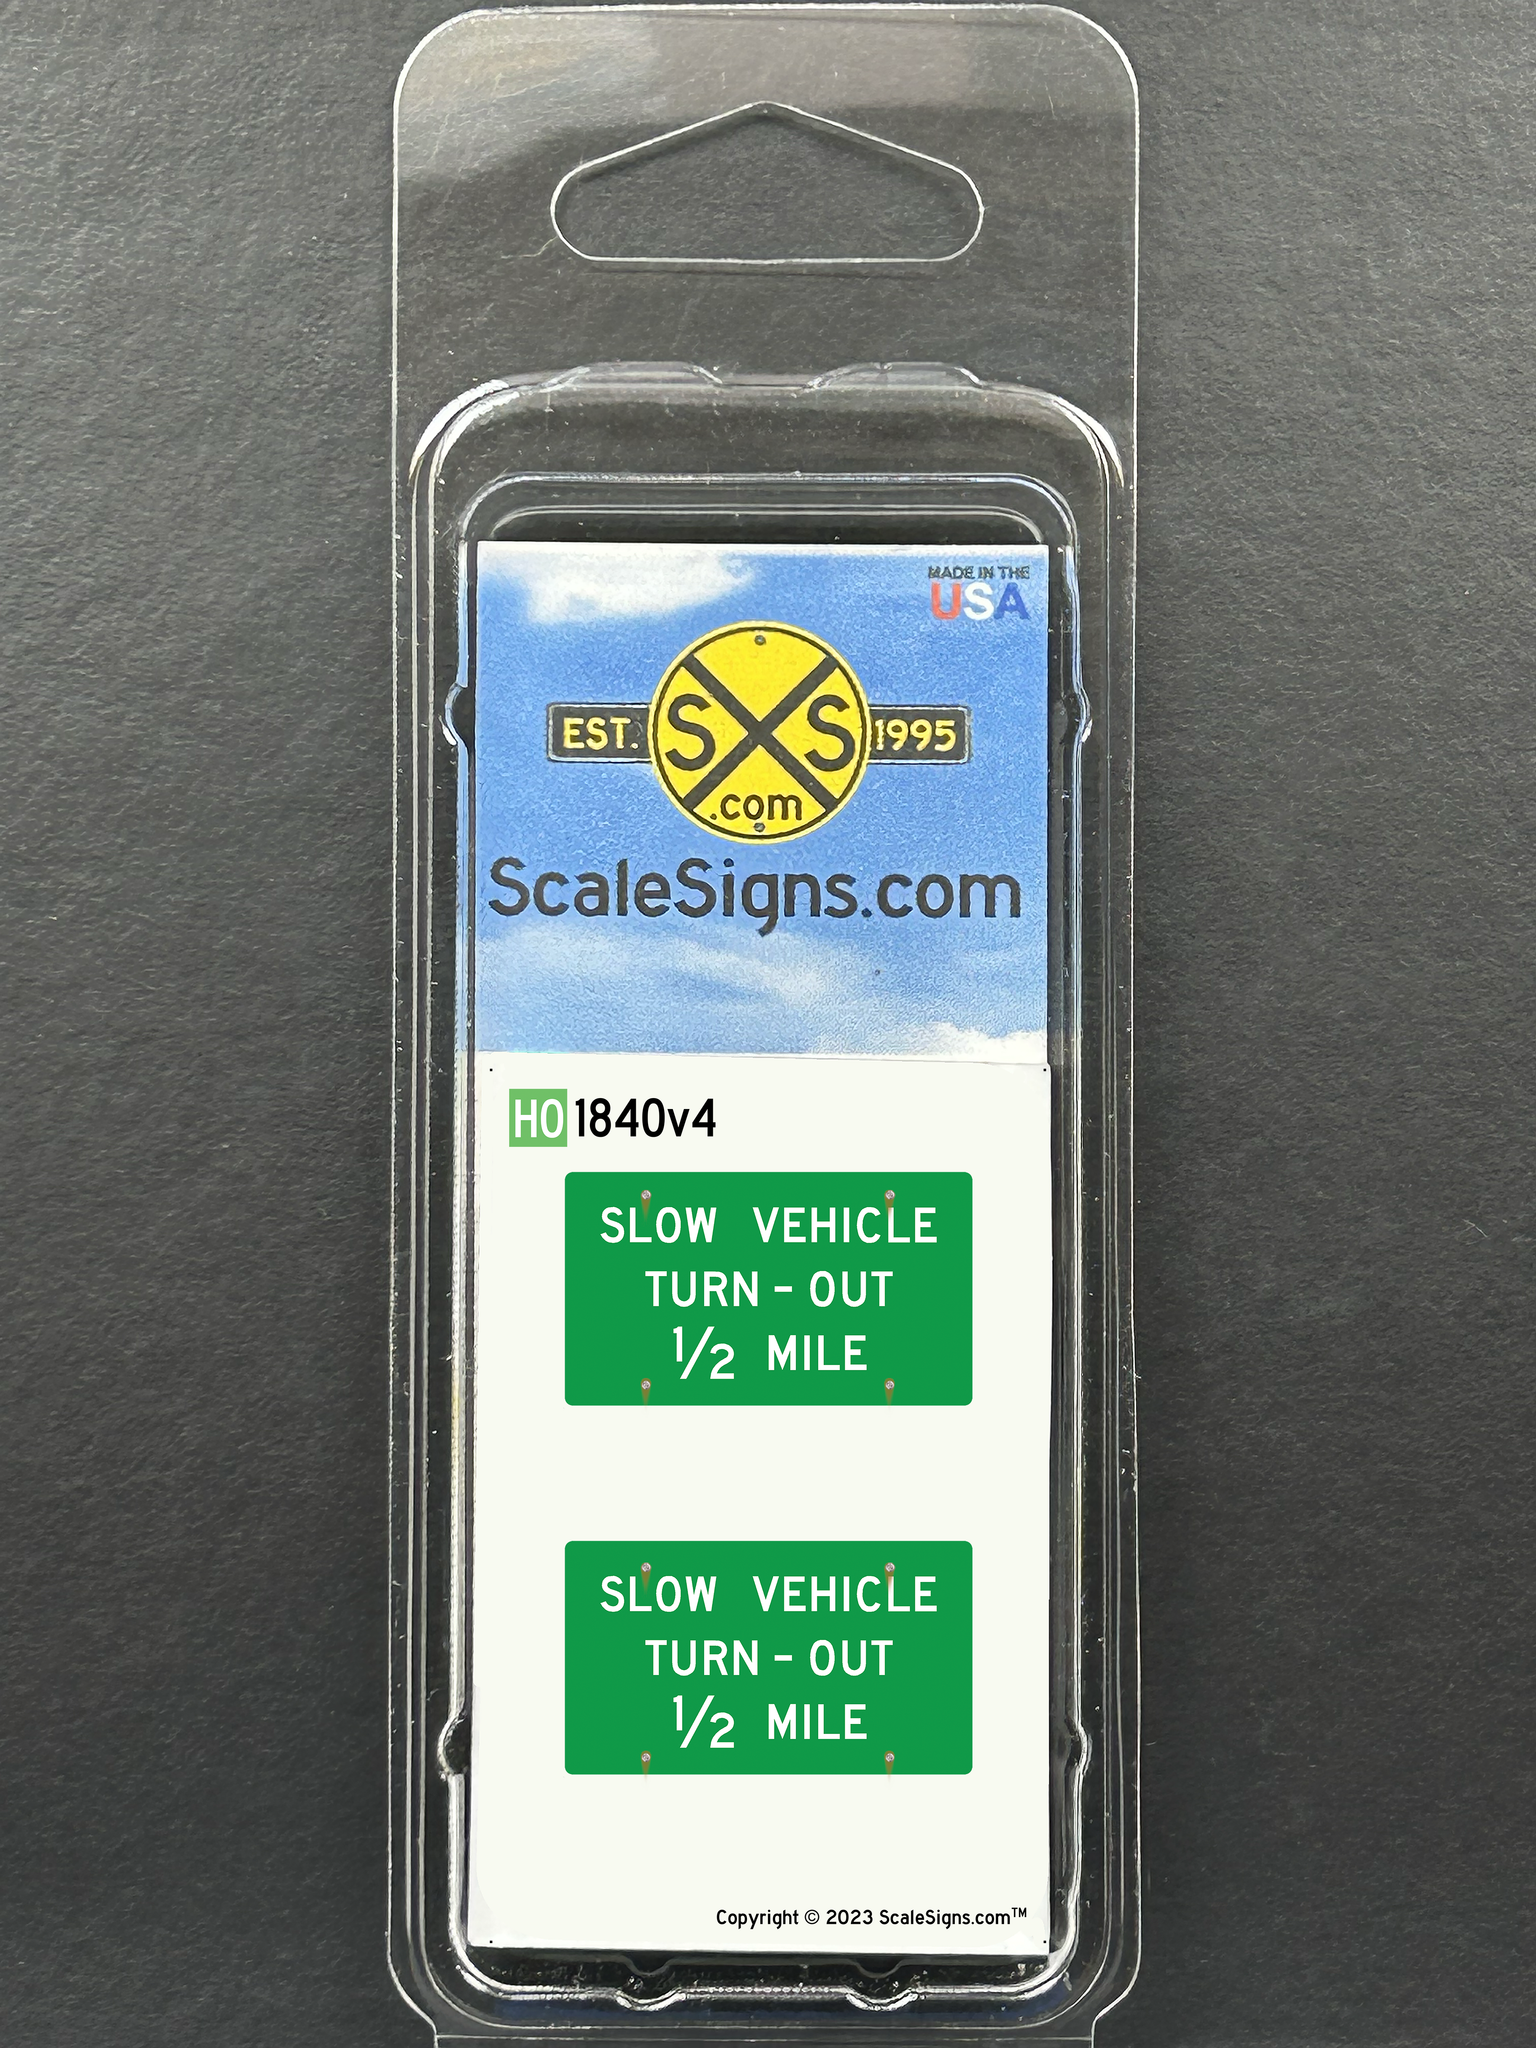 MADE IN THE
USA
EST. S S 1995
.com
ScaleSigns.com
HO 1840v4
SLOW VEHICLE
TURN - OUT
1/2 MILE
SLOW VEHICLE
TURN - OUT
1/2 MILE
Copyright © 2023 ScaleSigns.com™